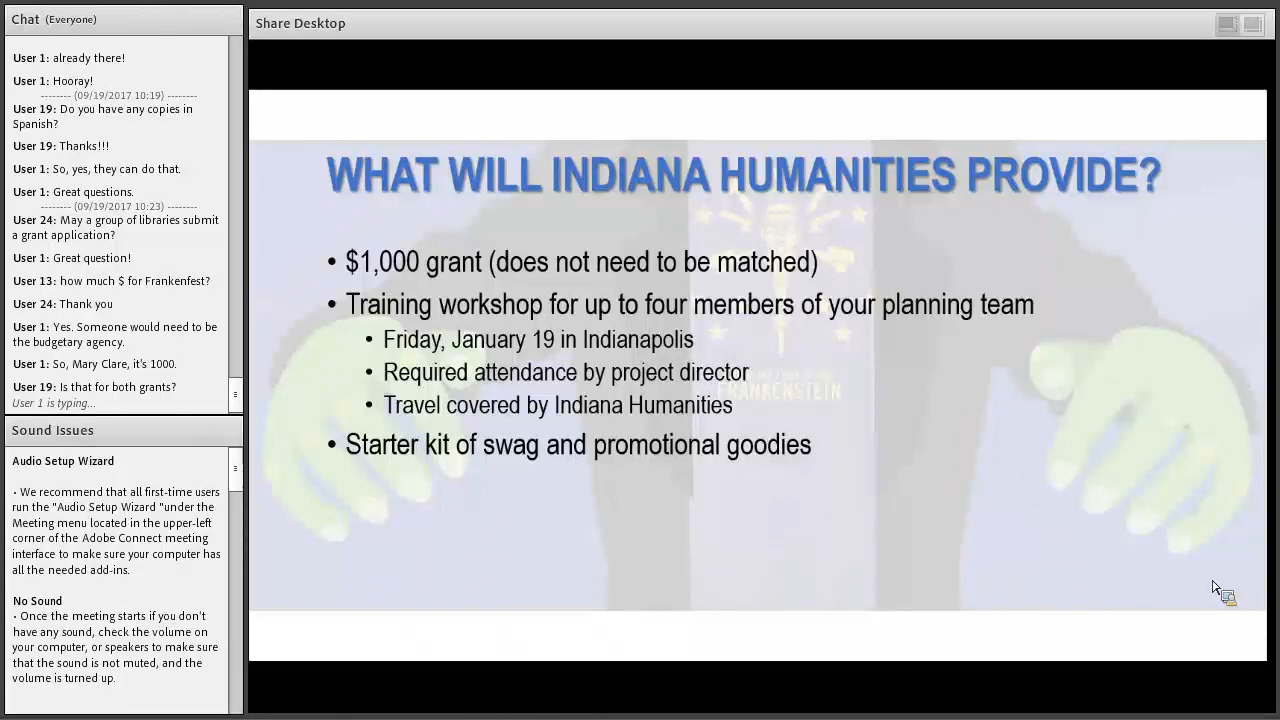 Chat (Everyone)
User 1: already there!
User 1: Hooray!
-------- (09/19/2017 10:19) --------
User 19: Do you have any copies in
Spanish?
User 19: Thanks!!!
User 1: So, yes, they can do that.
User 1: Great questions.
-------- (09/19/2017 10:23) --------
User 24: May a group of libraries submit
a grant application?
User 1: Great question!
User 13: how much $ for Frankenfest?
User 24: Thank you
User 1: Yes. Someone would need to be
the budgetary agency.
User 1: So, Mary Clare, it's 1000.
User 19: Is that for both grants?
User 1 is typing...
Sound Issues
Audio Setup Wizard
• We recommend that all first-time users
run the "Audio Setup Wizard "under the
Meeting menu located in the upper-left
corner of the Adobe Connect meeting
interface to make sure your computer has
all the needed add-ins.
No Sound
• Once the meeting starts if you don't
have any sound, check the volume on
your computer, or speakers to make sure
that the sound is not muted, and the
volume is turned up.
Share Desktop
WHAT WILL INDIANA HUMANITIES PROVIDE?
• $1,000 grant (does not need to be matched)
• Training workshop for up to four members of your planning team
• Friday, January 19 in Indianapolis
• Required attendance by project director
• Travel covered by Indiana Humanities
• Starter kit of swag and promotional goodies
FRANKENSTEIN